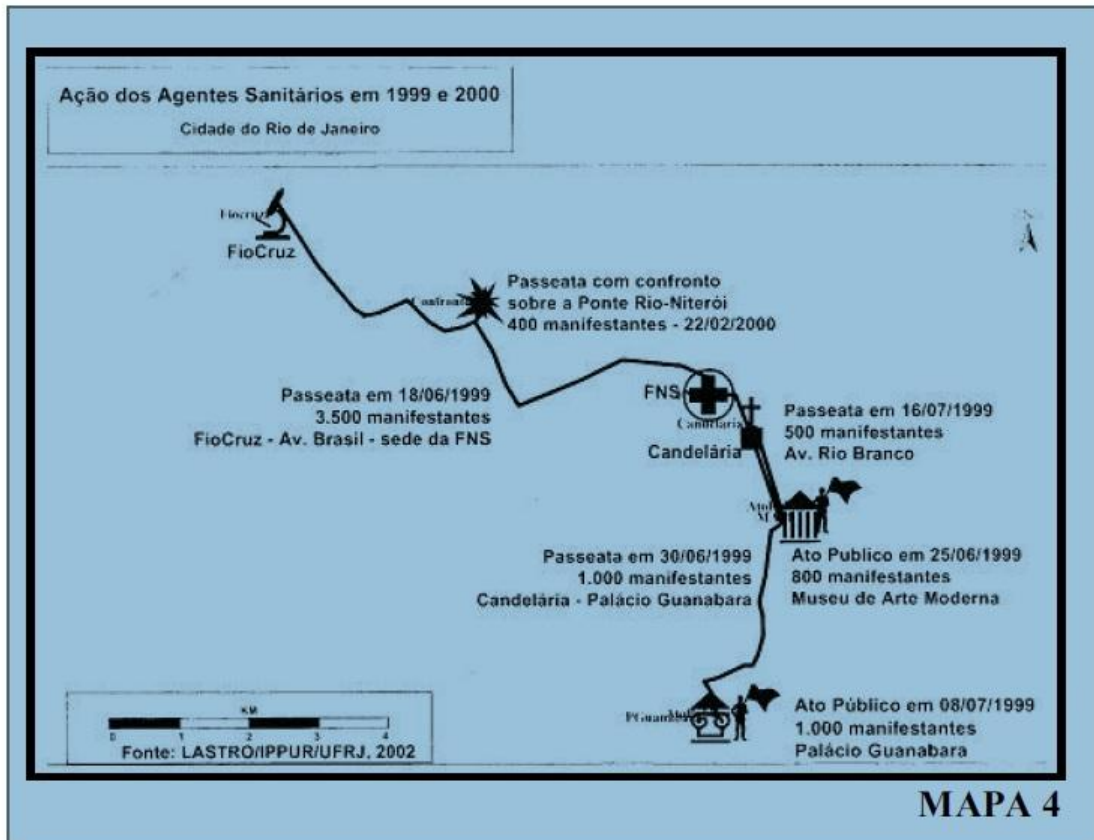 Ação dos Agentes Sanitários em 1999 e 2000
Cidade do Rio de Janeiro
N
Fiocruz
FioCruz
Confronto
Passeata com confronto
sobre a Ponte Rio-Niterói
400 manifestantes - 22/02/2000
Passeata em 18/06/1999
3.500 manifestantes
FioCruz - Av. Brasil - sede da FNS
FNS
Candelaria
Candelária
Passeata em 16/07/1999
500 manifestantes
Av. Rio Branco
Passeata em 30/06/1999
1.000 manifestantes
Candelária - Palácio Guanabara
Ato Publico em 25/06/1999
800 manifestantes
Museu de Arte Moderna
Ato Público em 08/07/1999
1.000 manifestantes
Palácio Guanabara
KM
0 1 2 3 4
Fonte: LASTRO/IPPUR/UFRJ, 2002
MAPA 4